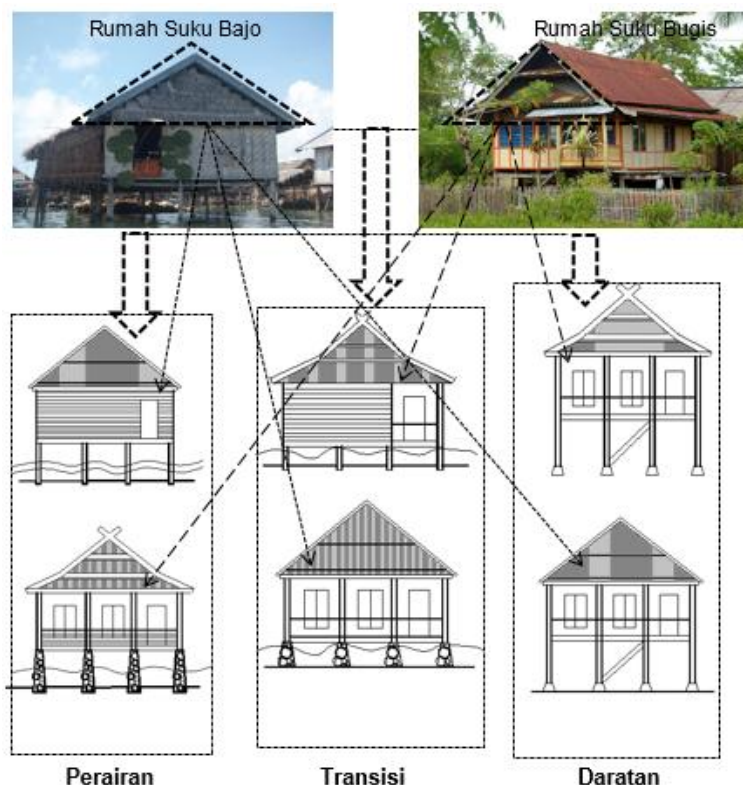 Rumah Suku Bajo
Rumah Suku Bugis
Perairan
Transisi
Daratan